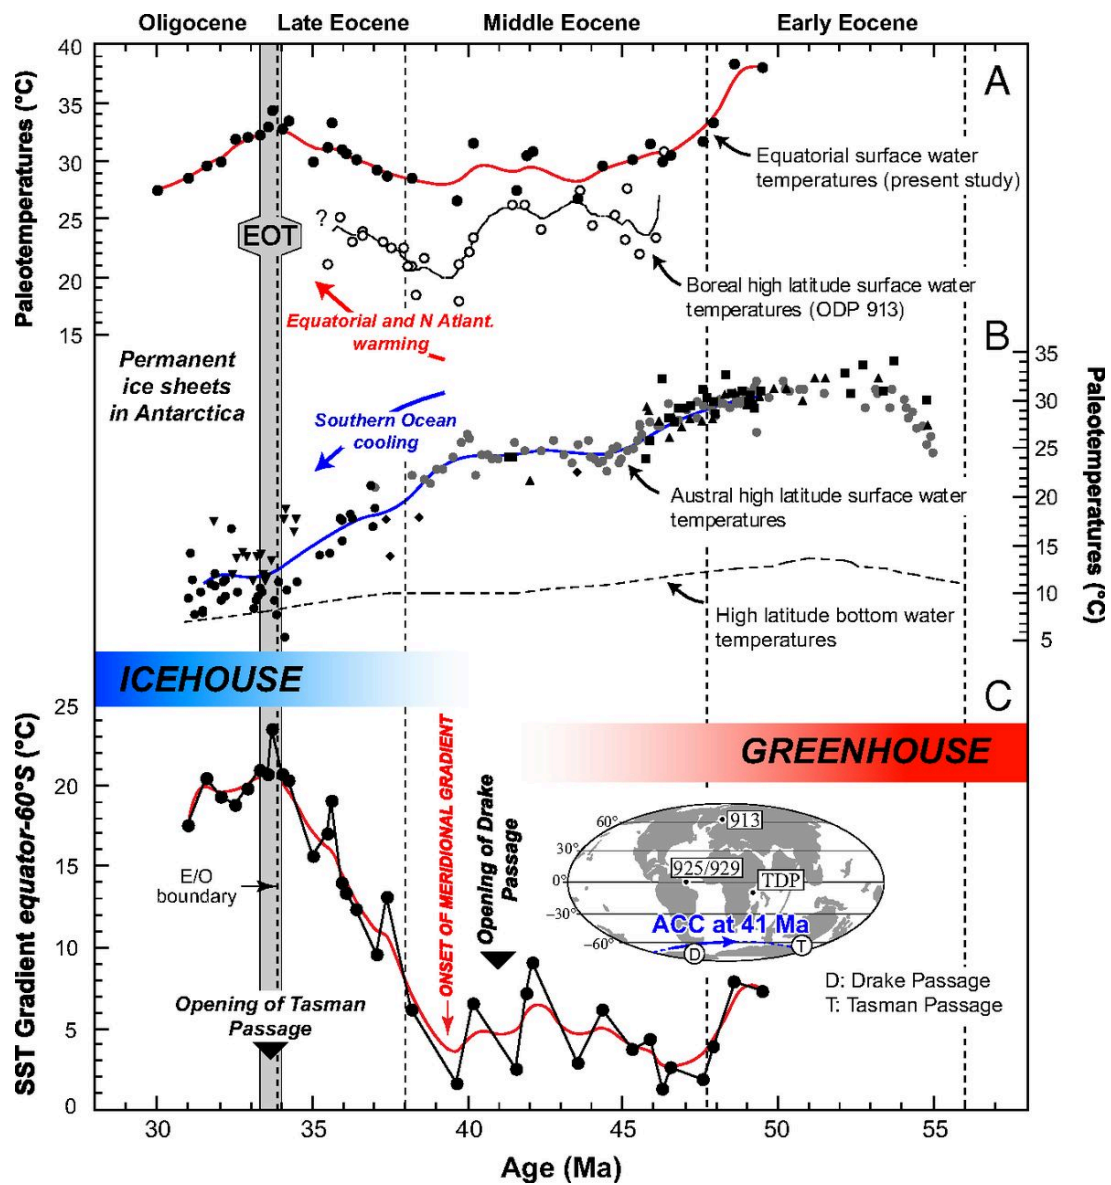 Oligocene
Late Eocene
Middle Eocene
Early Eocene
Paleotemperatures (°C)
40
35
30
25
20
15
A
Equatorial surface water
temperatures (present study)
EOT
?
Boreal high latitude surface water
temperatures (ODP 913)
Equatorial and N Atlant.
warming
Permanent
ice sheets
in Antarctica
B
Paleotemperatures (°C)
35
30
25
20
15
10
5
Southern Ocean
cooling
Austral high latitude surface water
temperatures
High latitude bottom water
temperatures
ICEHOUSE
C
GREENHOUSE
SST Gradient equator-60°S (°C)
25
20
15
10
5
0
E/O
boundary
Opening of Tasman
Passage
ONSET OF MERIDIONAL GRADIENT
Opening of Drake
Passage
60°
30°
0°
-30°
-60°
913
925/929
TDP
ACC at 41 Ma
D
T
D: Drake Passage
T: Tasman Passage
30
35
40
45
50
55
Age (Ma)